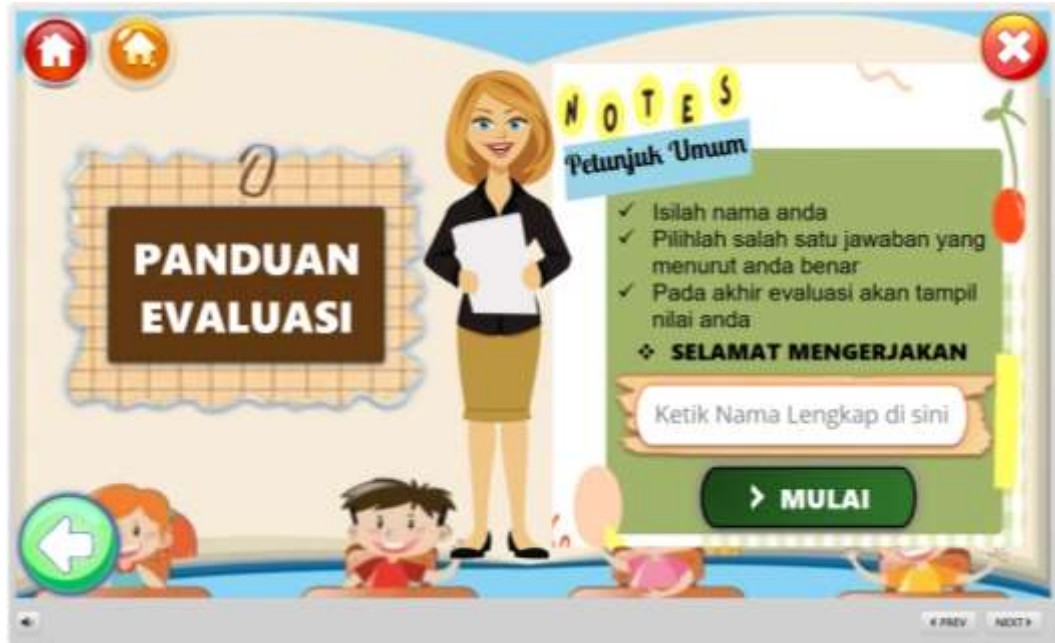 PANDUAN
EVALUASI
NOTES
Petunjuk Umum
✓ Isilah nama anda
✓ Pilihlah salah satu jawaban yang
menurut anda benar
✓ Pada akhir evaluasi akan tampil
nilai anda
❖ SELAMAT MENGERJAKAN
Ketik Nama Lengkap di sini
> MULAI
< PREV
NEXT >